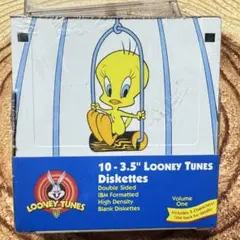 10 - 3.5" LOONEY TUNES
Diskettes
Double Sided
IBM Formatted
High Density
Blank Diskettes
Volume
One
LOONEY TUNES